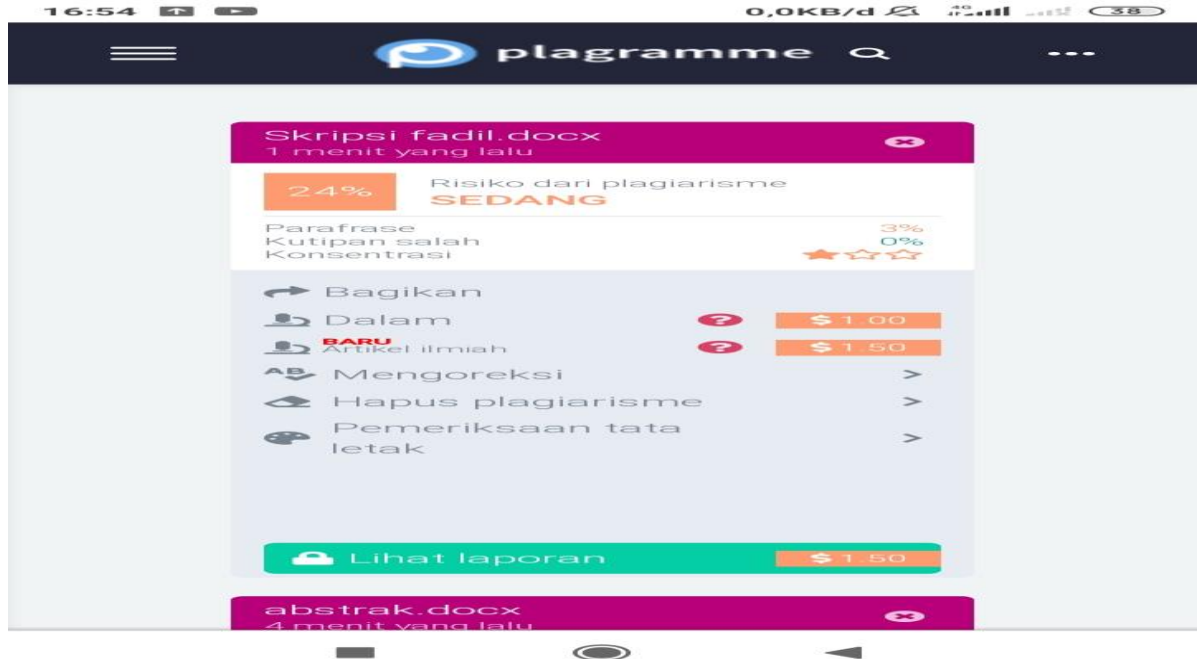 16:54 0,0KB/d 4G 38
plagramme
Skripsi fadil.docx
1 menit yang lalu
24% Risiko dari plagiarisme
SEDANG
Parafrase 3%
Kutipan salah 0%
Konsentrasi
Bagikan
Dalam ? $ 1.00
BARU
Artikel ilmiah ? $ 1.50
AB Mengoreksi >
Hapus plagiarisme >
Pemeriksaan tata
letak >
Lihat laporan $ 1.50
abstrak.docx
4 menit yang lalu